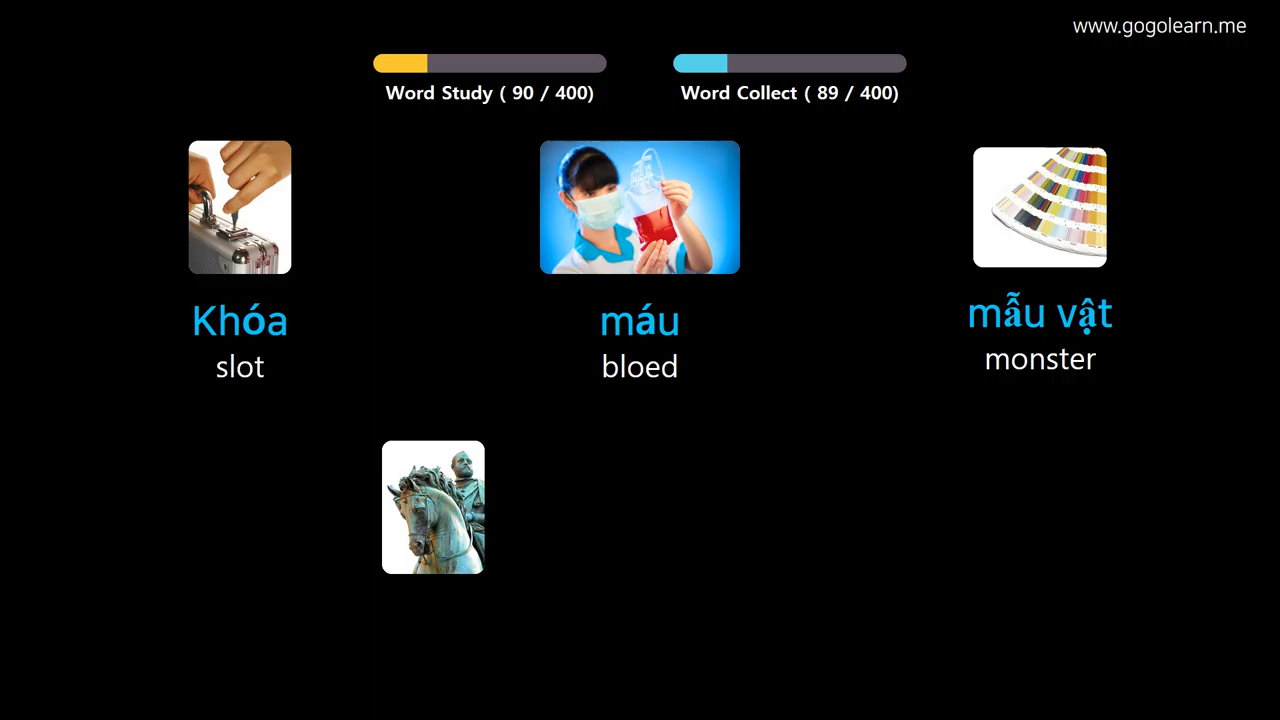 www.gogolearn.me
Word Study ( 90 / 400)
Word Collect ( 89 / 400)
Khóa
slot
máu
bloed
mẫu vật
monster